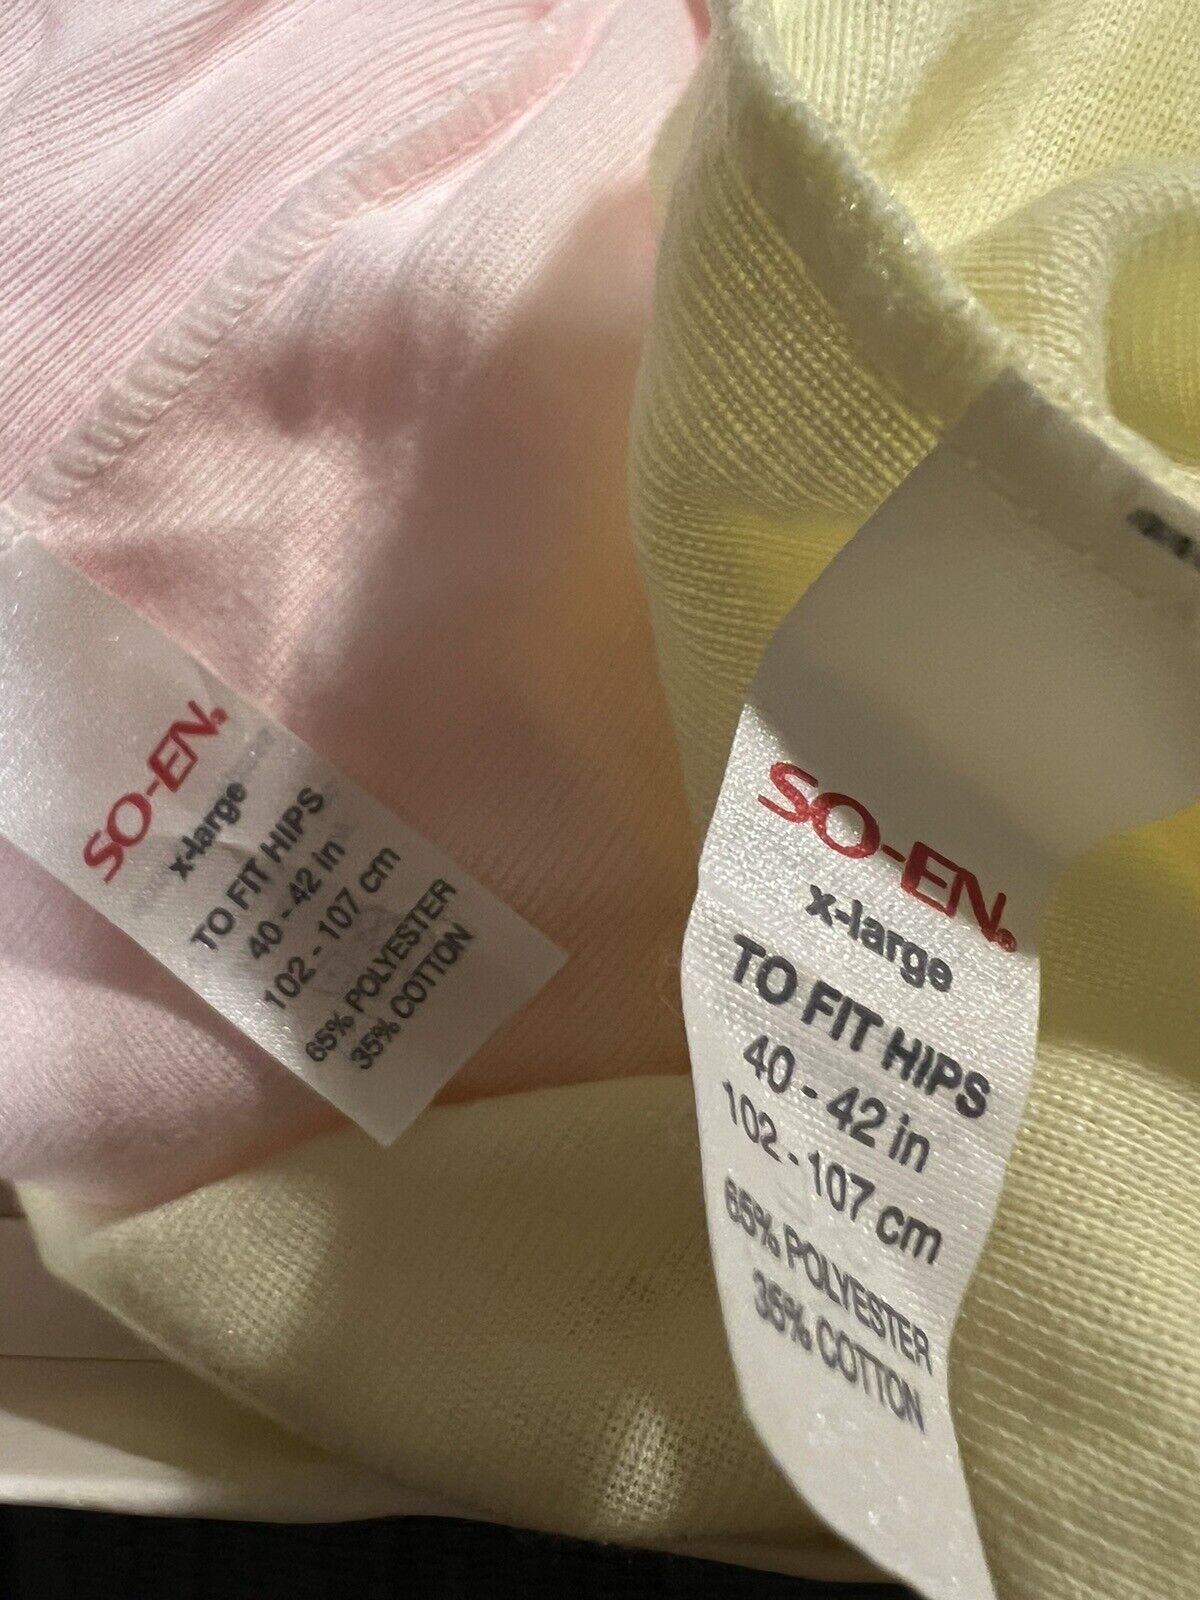 SO-EN®
x-large
TO FIT HIPS
40 - 42 in
102 - 107 cm
65% POLYESTER
35% COTTON
SO-EN®
x-large
TO FIT HIPS
40 - 42 in
102 - 107 cm
65% POLYESTER
35% COTTON